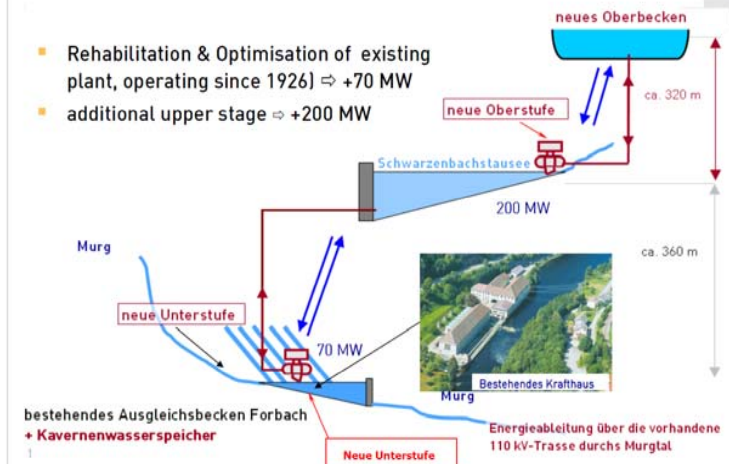 neues Oberbecken
Rehabilitation & Optimisation of existing
plant, operating since 1926) ⇨ +70 MW
additional upper stage ⇨ +200 MW
ca. 320 m
neue Oberstufe
Schwarzenbachstausee
200 MW
Murg
ca. 360 m
neue Unterstufe
70 MW
Bestehendes Krafthaus
Murg
bestehendes Ausgleichsbecken Forbach
+ Kavernenwasserspeicher
Energieableitung über die vorhandene
110 kV-Trasse durchs Murgtal
Neue Unterstufe
1